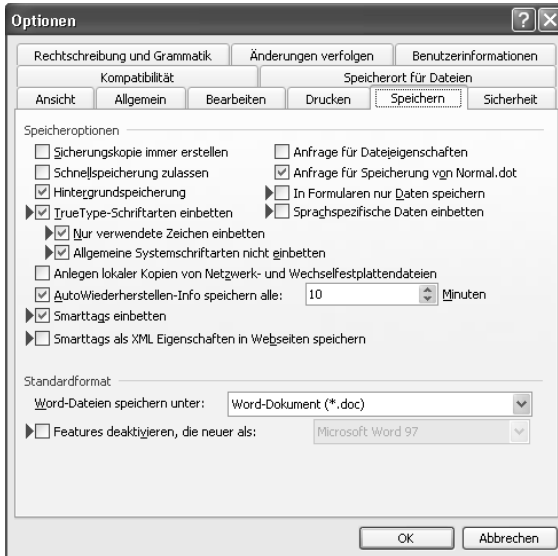 Optionen
Rechtschreibung und Grammatik Änderungen verfolgen Benutzerinformationen
Kompatibilität Speicherort für Dateien
Ansicht Allgemein Bearbeiten Drucken Speichern Sicherheit
Speicheroptionen
Sicherungskopie immer erstellen Anfrage für Dateieigenschaften
Schnellspeicherung zulassen Anfrage für Speicherung von Normal.dot
Hintergrundspeicherung In Formularen nur Daten speichern
TrueType-Schriftarten einbetten Sprachspezifische Daten einbetten
Nur verwendete Zeichen einbetten
Allgemeine Systemschriftarten nicht einbetten
Anlegen lokaler Kopien von Netzwerk- und Wechselfestplattendateien
AutoWiederherstellen-Info speichern alle: 10 Minuten
Smarttags einbetten
Smarttags als XML Eigenschaften in Webseiten speichern
Standardformat
Word-Dateien speichern unter: Word-Dokument (*.doc)
Features deaktivieren, die neuer als: Microsoft Word 97
OK Abbrechen